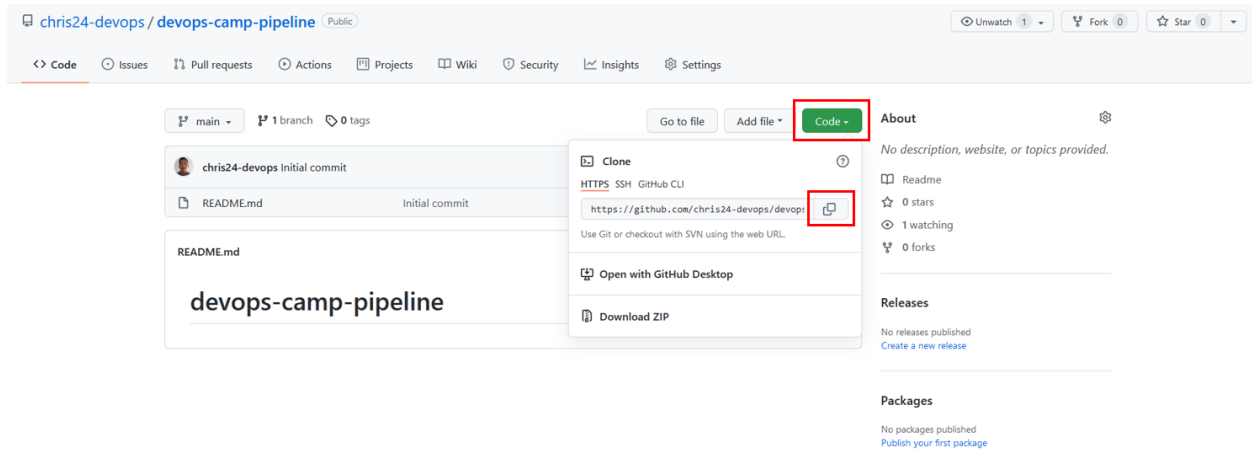 chris24-devops / devops-camp-pipeline Public
Unwatch 1 Fork 0 Star 0
Code Issues Pull requests Actions Projects Wiki Security Insights Settings
main 1 branch 0 tags
Go to file Add file Code
chris24-devops Initial commit
README.md Initial commit
README.md
devops-camp-pipeline
Clone
HTTPS SSH GitHub CLI
https://github.com/chris24-devops/devops
Use Git or checkout with SVN using the web URL.
Open with GitHub Desktop
Download ZIP
About
No description, website, or topics provided.
Readme
0 stars
1 watching
0 forks
Releases
No releases published
Create a new release
Packages
No packages published
Publish your first package